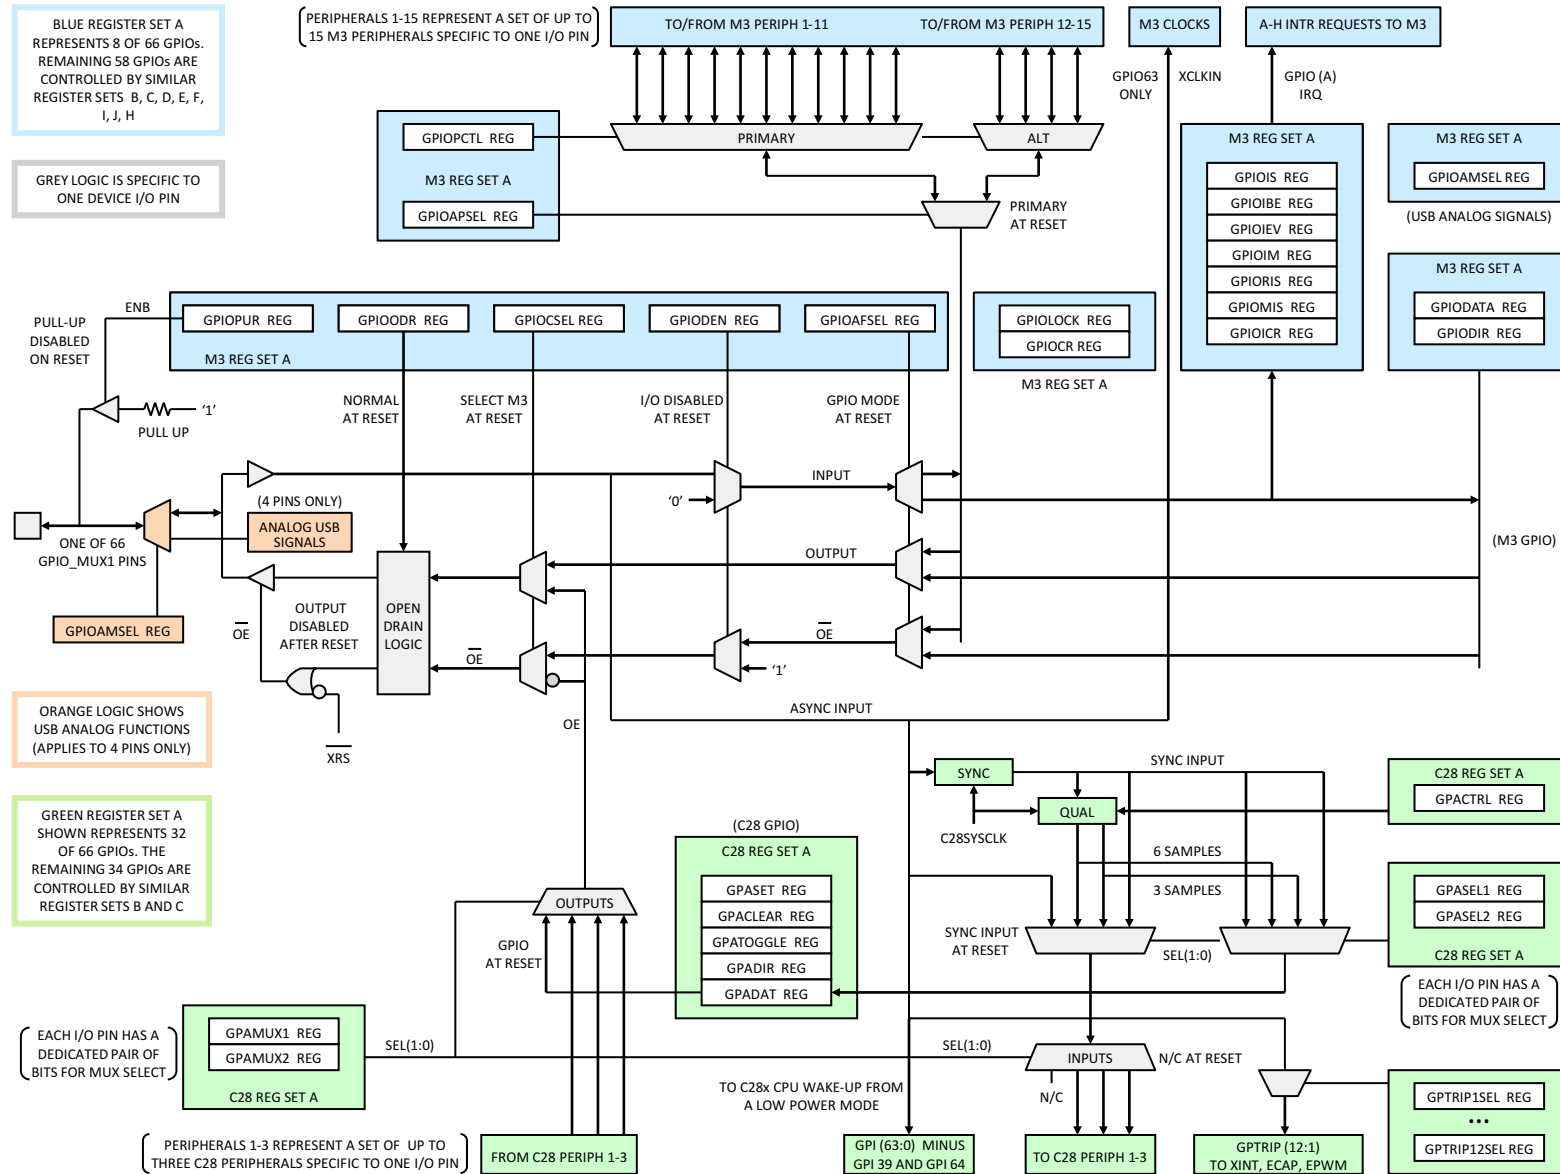 BLUE REGISTER SET A
REPRESENTS 8 OF 66 GPIOs.
REMAINING 58 GPIOs ARE
CONTROLLED BY SIMILAR
REGISTER SETS B, C, D, E, F,
I, J, H
GREY LOGIC IS SPECIFIC TO
ONE DEVICE I/O PIN
PERIPHERALS 1-15 REPRESENT A SET OF UP TO
15 M3 PERIPHERALS SPECIFIC TO ONE I/O PIN
TO/FROM M3 PERIPH 1-11
TO/FROM M3 PERIPH 12-15
M3 CLOCKS
A-H INTR REQUESTS TO M3
GPIO63
ONLY
XCLKIN
GPIO (A)
IRQ
GPIOPCTL REG
M3 REG SET A
GPIOAPSEL REG
PRIMARY
ALT
PRIMARY
AT RESET
M3 REG SET A
GPIOIS REG
GPIOIBE REG
GPIOIEV REG
GPIOIM REG
GPIORIS REG
GPIOMIS REG
GPIOICR REG
M3 REG SET A
GPIOAMSEL REG
(USB ANALOG SIGNALS)
M3 REG SET A
GPIODATA REG
GPIODIR REG
ENB
PULL-UP
DISABLED
ON RESET
GPIOPUR REG
GPIOODR REG
GPIOCSEL REG
GPIODEN REG
GPIOAFSEL REG
M3 REG SET A
GPIOLOCK REG
GPIOCR REG
M3 REG SET A
'1'
PULL UP
NORMAL
AT RESET
SELECT M3
AT RESET
I/O DISABLED
AT RESET
GPIO MODE
AT RESET
INPUT
'0'
(4 PINS ONLY)
ANALOG USB
SIGNALS
ONE OF 66
GPIO_MUX1 PINS
OUTPUT
(M3 GPIO)
GPIOAMSEL REG
OE
OUTPUT
DISABLED
AFTER RESET
OPEN
DRAIN
LOGIC
OE
OE
'1'
OE
XRS
ASYNC INPUT
ORANGE LOGIC SHOWS
USB ANALOG FUNCTIONS
(APPLIES TO 4 PINS ONLY)
GREEN REGISTER SET A
SHOWN REPRESENTS 32
OF 66 GPIOs. THE
REMAINING 34 GPIOs ARE
CONTROLLED BY SIMILAR
REGISTER SETS B AND C
SYNC
SYNC INPUT
QUAL
C28SYSCLK
C28 REG SET A
GPACTRL REG
6 SAMPLES
3 SAMPLES
(C28 GPIO)
C28 REG SET A
GPASET REG
GPACLEAR REG
GPATOGGLE REG
GPADIR REG
GPADAT REG
OUTPUTS
GPIO
AT RESET
SYNC INPUT
AT RESET
SEL(1:0)
GPASEL1 REG
GPASEL2 REG
C28 REG SET A
EACH I/O PIN HAS A
DEDICATED PAIR OF
BITS FOR MUX SELECT
EACH I/O PIN HAS A
DEDICATED PAIR OF
BITS FOR MUX SELECT
GPAMUX1 REG
GPAMUX2 REG
C28 REG SET A
SEL(1:0)
SEL(1:0)
INPUTS
N/C AT RESET
N/C
TO C28x CPU WAKE-UP FROM
A LOW POWER MODE
GPTRIP1SEL REG
...
GPTRIP12SEL REG
PERIPHERALS 1-3 REPRESENT A SET OF UP TO
THREE C28 PERIPHERALS SPECIFIC TO ONE I/O PIN
FROM C28 PERIPH 1-3
GPI (63:0) MINUS
GPI 39 AND GPI 64
TO C28 PERIPH 1-3
GPTRIP (12:1)
TO XINT, ECAP, EPWM